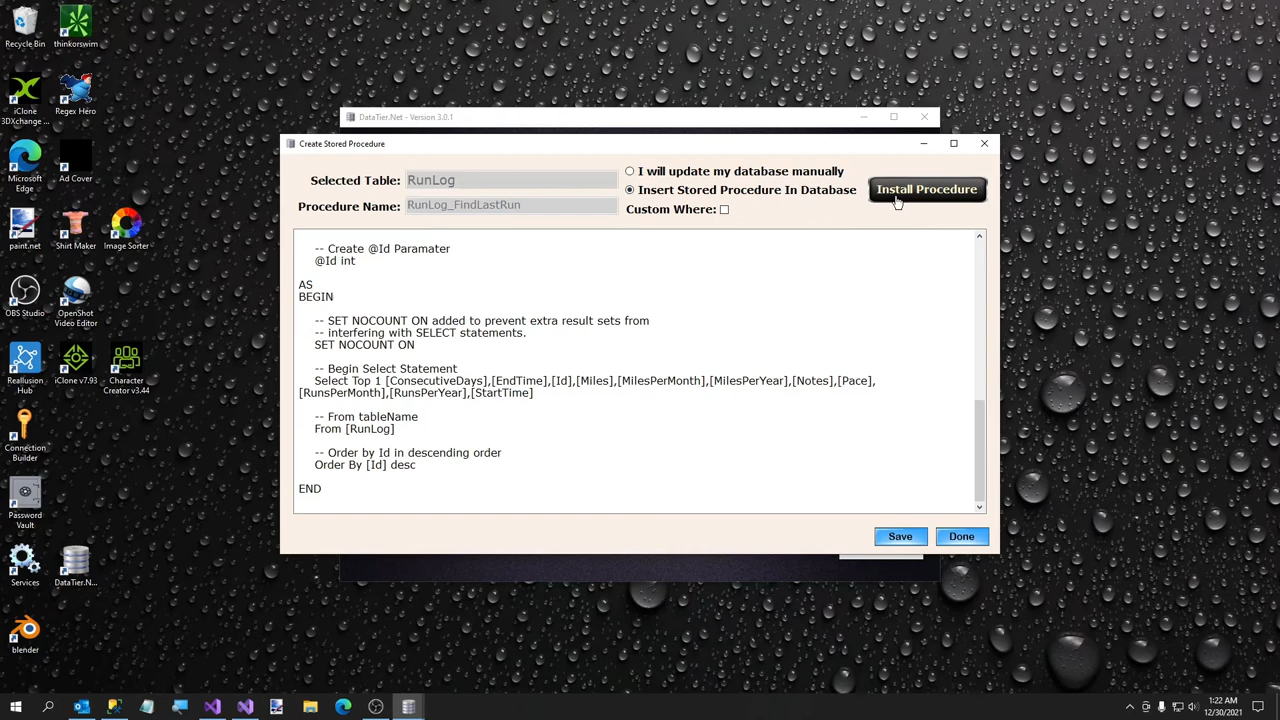 Recycle Bin
thinkorswim
iClone
3DXchange ...
Regex Hero
Microsoft
Edge
Ad Cover
paint.net
Shirt Maker
Image Sorter
OBS Studio
OpenShot
Video Editor
Reallusion
Hub
iClone v7.93
Character
Creator v3.44
Connection
Builder
Password
Vault
Services
DataTier.N...
blender
DataTier.Net - Version 3.0.1
Create Stored Procedure
Selected Table:
RunLog
Procedure Name:
RunLog_FindLastRun
I will update my database manually
Insert Stored Procedure In Database
Custom Where:
Install Procedure
-- Create @Id Paramater
@Id int
AS
BEGIN
-- SET NOCOUNT ON added to prevent extra result sets from
-- interfering with SELECT statements.
SET NOCOUNT ON
-- Begin Select Statement
Select Top 1 [ConsecutiveDays],[EndTime],[Id],[Miles],[MilesPerMonth],[MilesPerYear],[Notes],[Pace],
[RunsPerMonth],[RunsPerYear],[StartTime]
-- From tableName
From [RunLog]
-- Order by Id in descending order
Order By [Id] desc
END
Save
Done
1:22 AM
12/30/2021